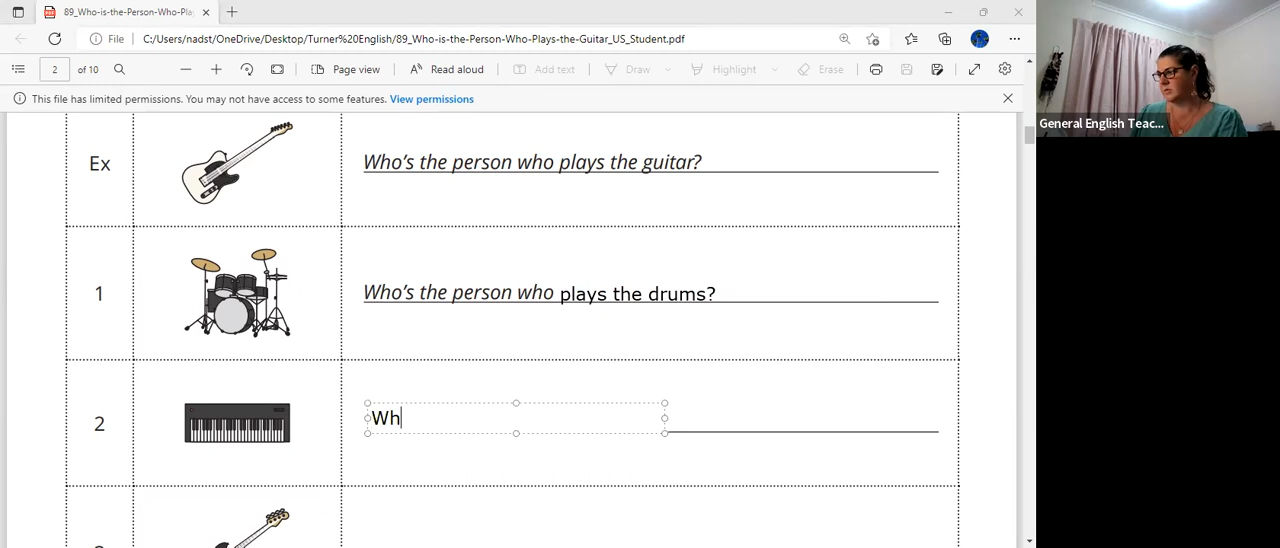 89_Who-is-the-Person-Who-Pla
File
C:/Users/nadst/OneDrive/Desktop/Turner%20English/89_Who-is-the-Person-Who-Plays-the-Guitar_US_Student.pdf
2 of 10
Page view
Read aloud
Add text
Draw
Highlight
Erase
This file has limited permissions. You may not have access to some features. View permissions
General English Teac...
Ex
Who's the person who plays the guitar?
1
Who's the person who plays the drums?
2
Wh